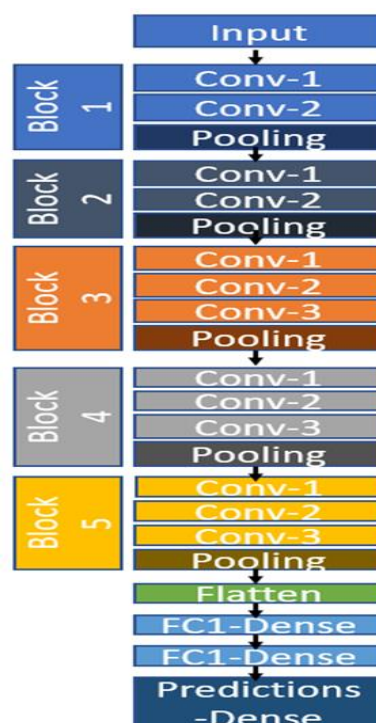 Input
Block 1
Conv-1
Conv-2
Pooling
Block 2
Conv-1
Conv-2
Pooling
Block 3
Conv-1
Conv-2
Conv-3
Pooling
Block 4
Conv-1
Conv-2
Conv-3
Pooling
Block 5
Conv-1
Conv-2
Conv-3
Pooling
Flatten
FC1-Dense
FC1-Dense
Predictions
-Dense